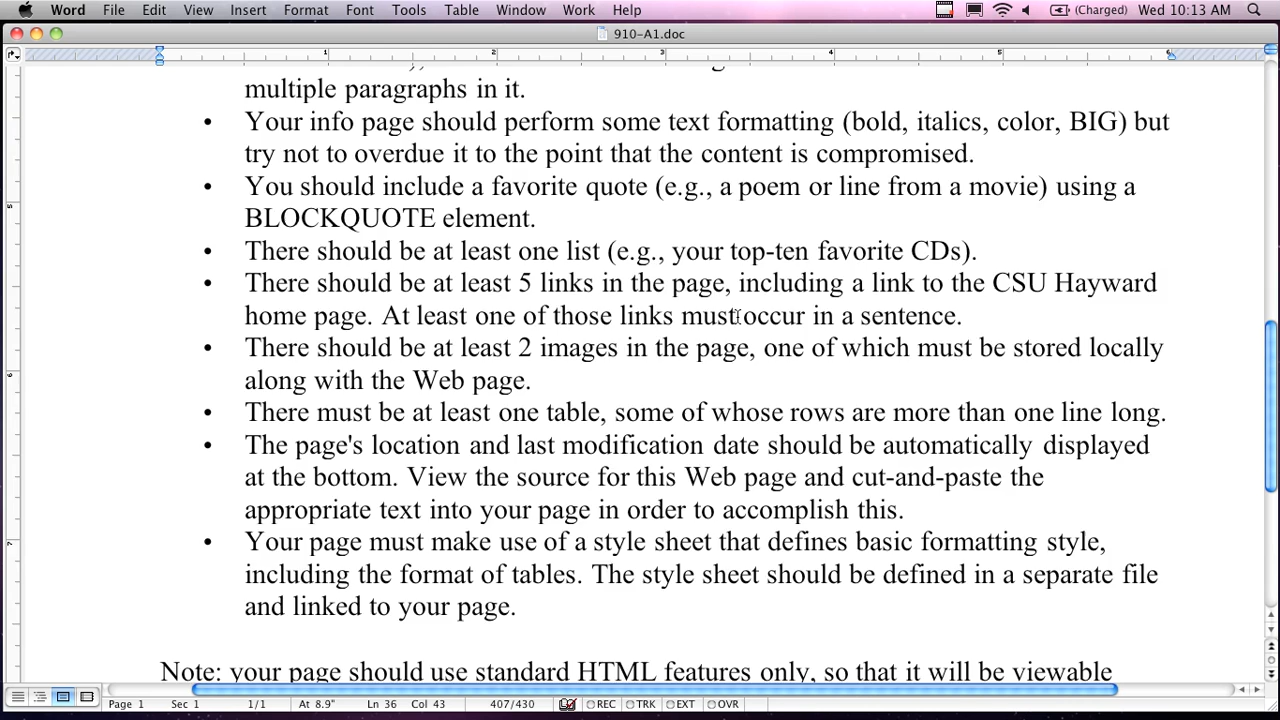 Word File Edit View Insert Format Font Tools Table Window Work Help (Charged) Wed 10:13 AM
910-A1.doc
1 2 3 4 5 6
multiple paragraphs in it.
• Your info page should perform some text formatting (bold, italics, color, BIG) but
try not to overdue it to the point that the content is compromised.
• You should include a favorite quote (e.g., a poem or line from a movie) using a
BLOCKQUOTE element.
• There should be at least one list (e.g., your top-ten favorite CDs).
• There should be at least 5 links in the page, including a link to the CSU Hayward
home page. At least one of those links must occur in a sentence.
• There should be at least 2 images in the page, one of which must be stored locally
along with the Web page.
• There must be at least one table, some of whose rows are more than one line long.
• The page's location and last modification date should be automatically displayed
at the bottom. View the source for this Web page and cut-and-paste the
appropriate text into your page in order to accomplish this.
• Your page must make use of a style sheet that defines basic formatting style,
including the format of tables. The style sheet should be defined in a separate file
and linked to your page.
Note: your page should use standard HTML features only, so that it will be viewable
Page 1 Sec 1 1/1 At 8.9" Ln 36 Col 43 407/430 REC TRK EXT OVR